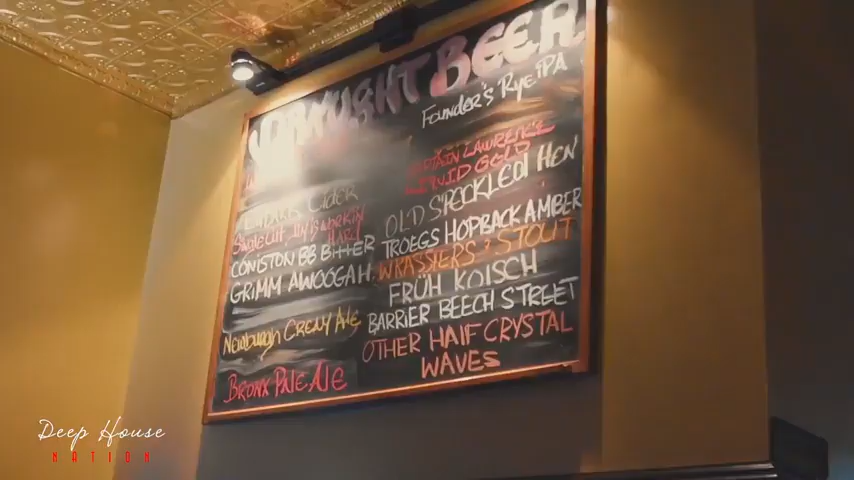 DRAUGHT BEER
FOUNDER'S RYE IPA
CAPTAIN LAWRENCE
LIQUID GOLD
CIDER
OLD SPECKLED HEN
TROEGS HOPBACK AMBER
CONISTON BB BITTER
WRASSLERS STOUT
GRIMM AWOOGAH
FRÜH KOLSCH
BARRIER BEECH STREET
NEWBURGH CREAM ALE
OTHER HALF CRYSTAL
WAVES
BRONX PALE ALE
Deep House
NATION